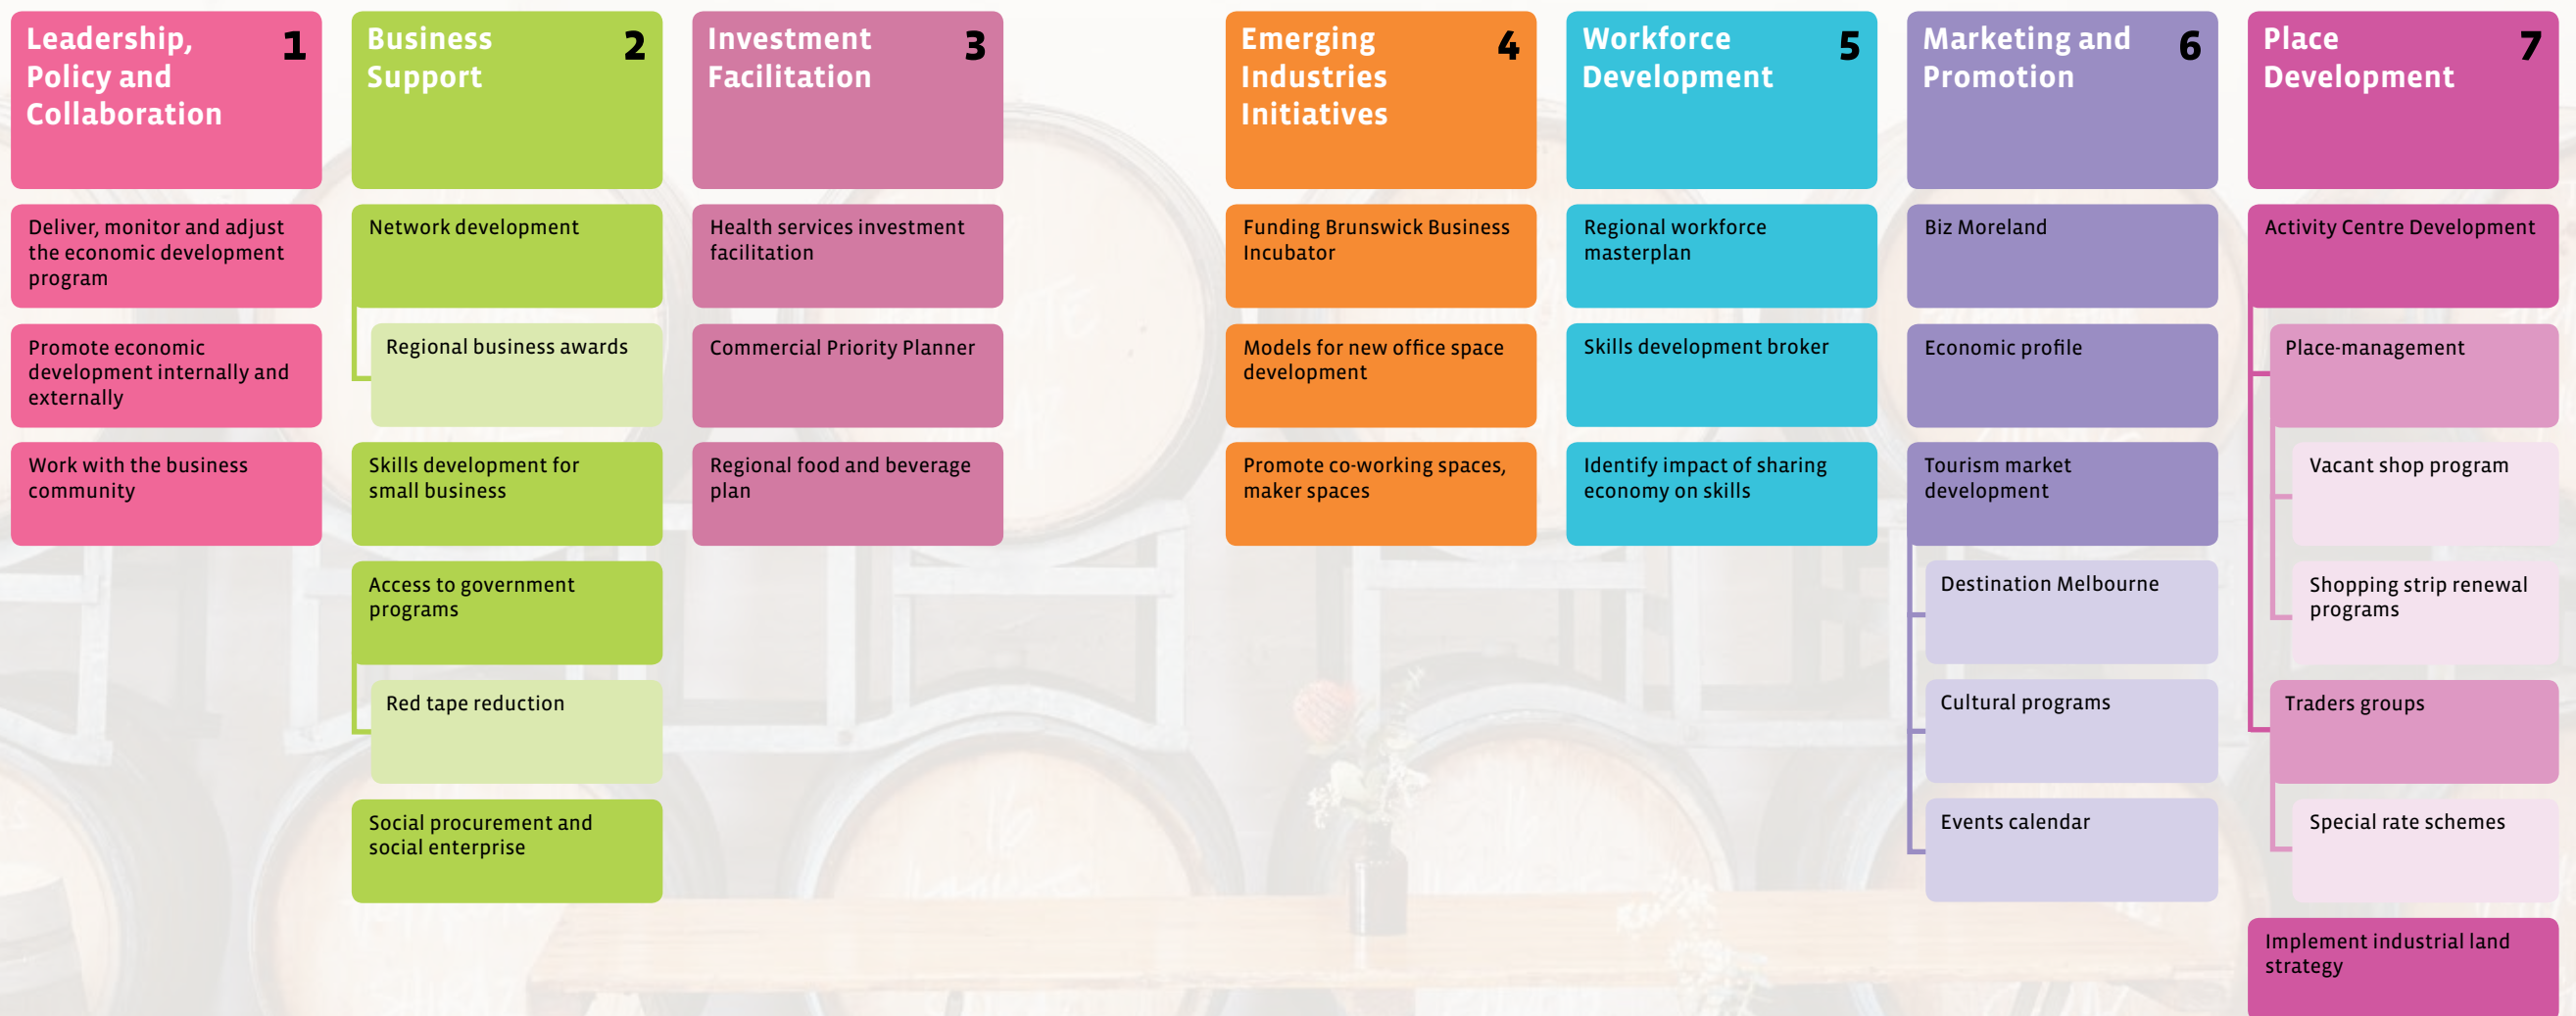 Leadership,
Policy and
Collaboration
1
Deliver, monitor and adjust
the economic development
program
Promote economic
development internally and
externally
Work with the business
community
Business
Support
2
Network development
Regional business awards
Skills development for
small business
Access to government
programs
Red tape reduction
Social procurement and
social enterprise
Investment
Facilitation
3
Health services investment
facilitation
Commercial Priority Planner
Regional food and beverage
plan
Emerging
Industries
Initiatives
4
Funding Brunswick Business
Incubator
Models for new office space
development
Promote co-working spaces,
maker spaces
Workforce
Development
5
Regional workforce
masterplan
Skills development broker
Identify impact of sharing
economy on skills
Marketing and
Promotion
6
Biz Moreland
Economic profile
Tourism market
development
Destination Melbourne
Cultural programs
Events calendar
Place
Development
7
Activity Centre Development
Place-management
Vacant shop program
Shopping strip renewal
programs
Traders groups
Special rate schemes
Implement industrial land
strategy